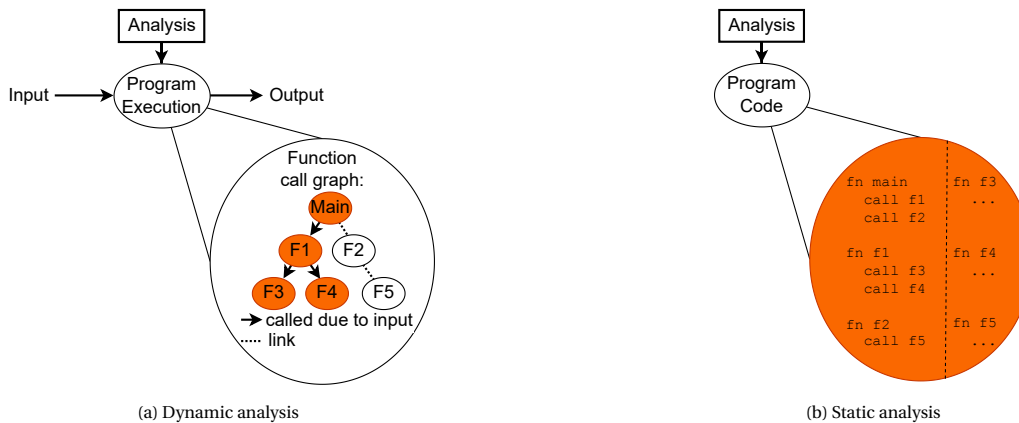 Analysis
Input
Program
Execution
Output
Function
call graph:
Main
F1
F2
F3
F4
F5
called due to input
link
(a) Dynamic analysis
Analysis
Program
Code
fn main
call f1
call f2
fn f1
call f3
call f4
fn f2
call f5
fn f3
...
fn f4
...
fn f5
...
(b) Static analysis